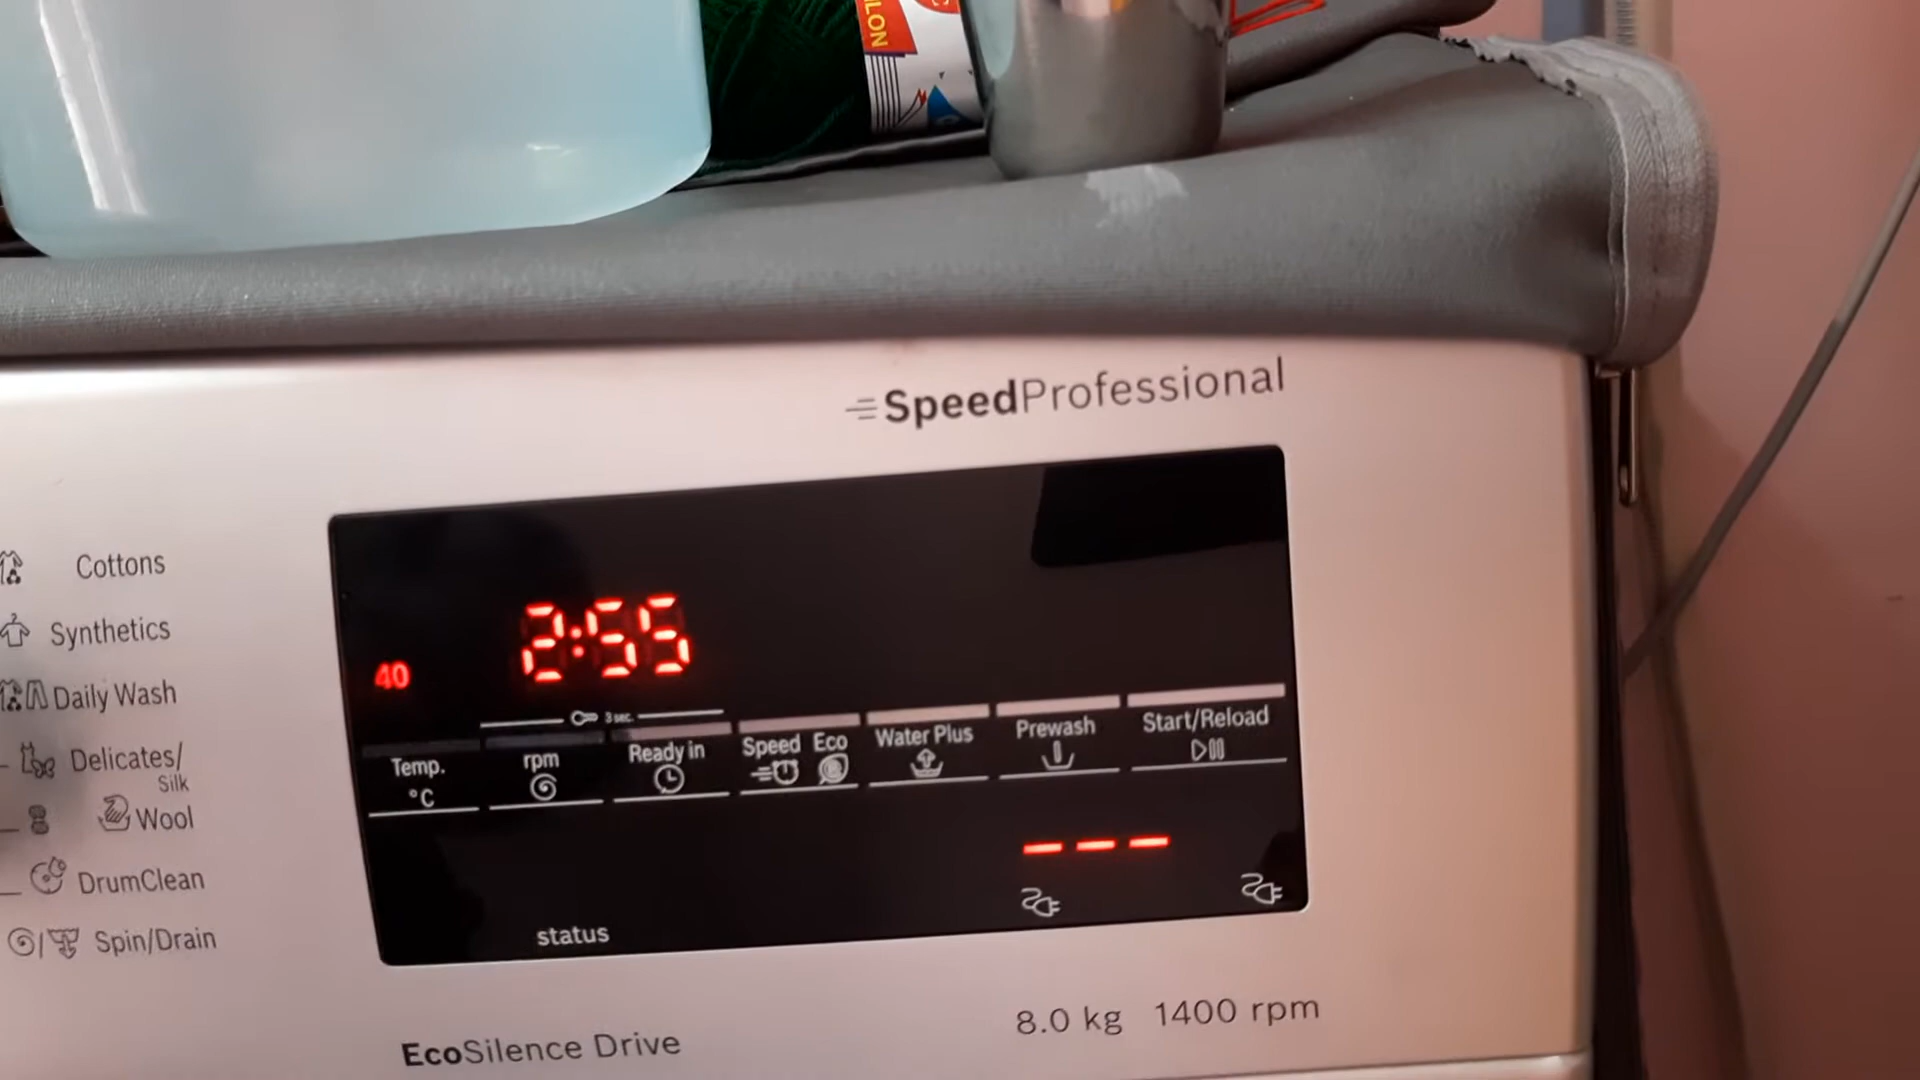 LON
SpeedProfessional
Cottons
Synthetics
Daily Wash
Delicates/
Silk
Wool
DrumClean
Spin/Drain
40
2:55
3 sec.
Temp.
°C
rpm
Ready in
Speed Eco
Water Plus
Prewash
Start/Reload
---
status
EcoSilence Drive
8.0 kg 1400 rpm